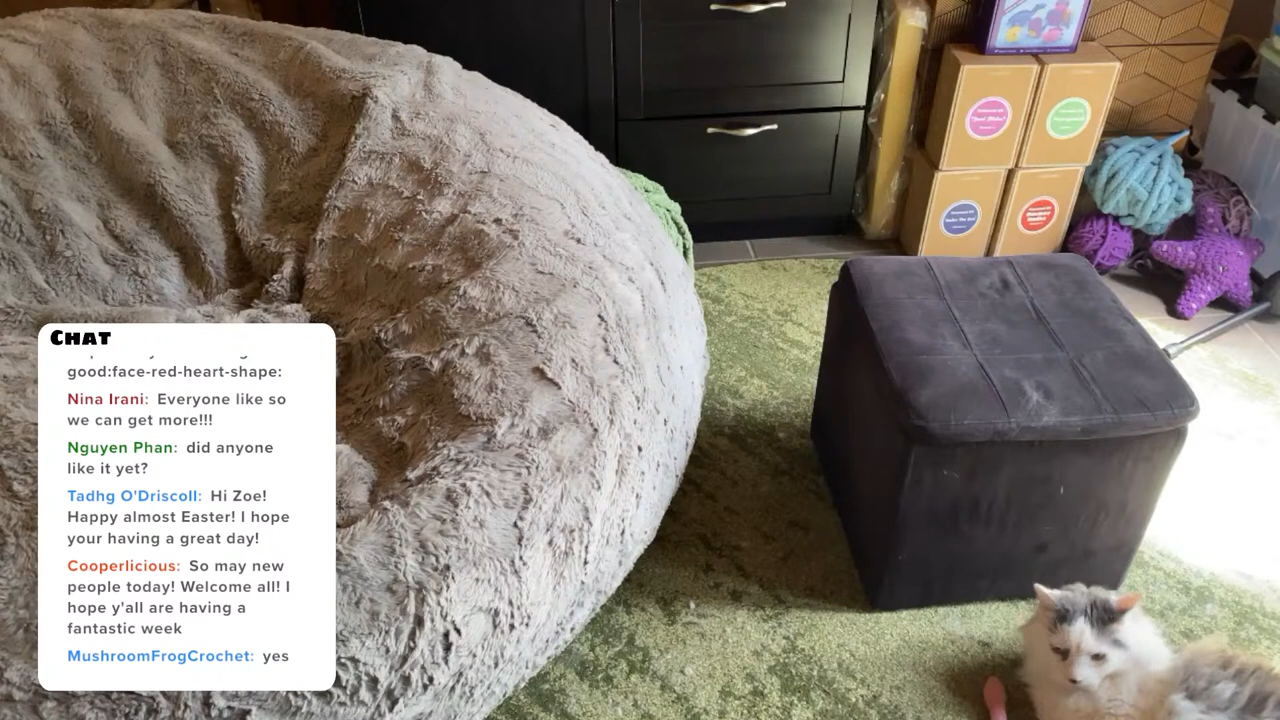 Chat
good:face-red-heart-shape:
Nina Irani: Everyone like so
we can get more!!!
Nguyen Phan: did anyone
like it yet?
Tadhg O'Driscoll: Hi Zoe!
Happy almost Easter! I hope
your having a great day!
Cooperlicious: So may new
people today! Welcome all! I
hope y'all are having a
fantastic week
MushroomFrogCrochet: yes